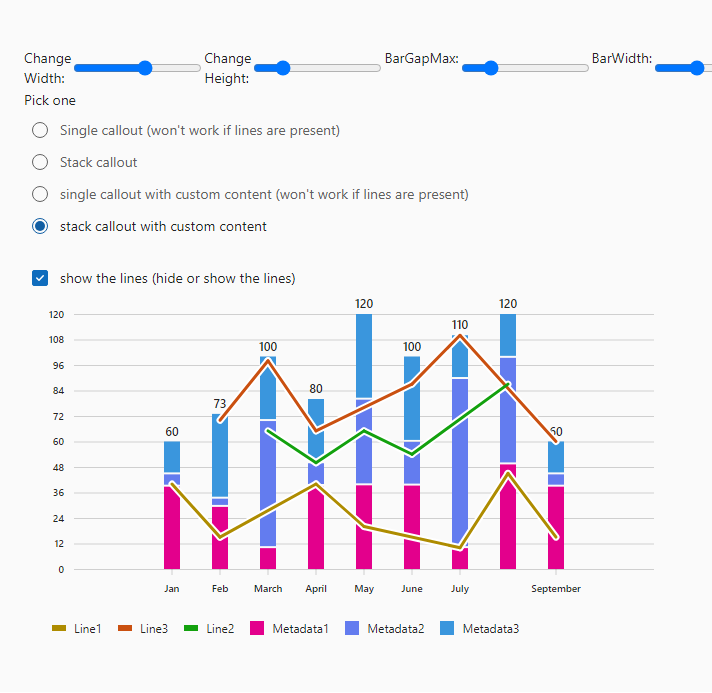 Change Width:
Change Height:
BarGapMax:
BarWidth:
Pick one
Single callout (won't work if lines are present)
Stack callout
single callout with custom content (won't work if lines are present)
stack callout with custom content
show the lines (hide or show the lines)
120
108
96
84
72
60
48
36
24
12
0
60
73
100
80
120
100
110
120
60
Jan
Feb
March
April
May
June
July
September
Line1
Line3
Line2
Metadata1
Metadata2
Metadata3